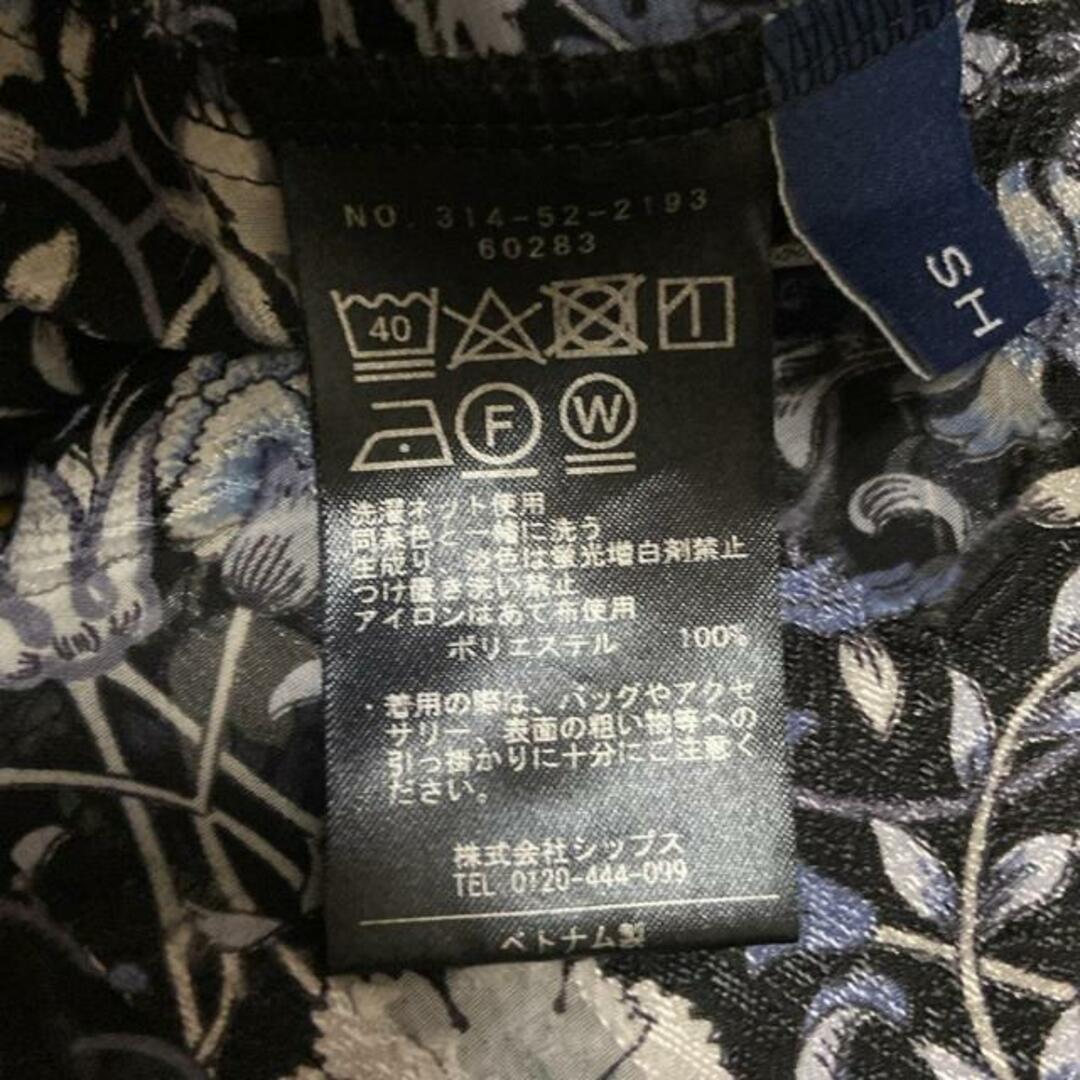 NO. 314-52-2193
60283
40
F W
洗濯ネット使用
同系色と一緒に洗う
生成り、淡色は蛍光増白剤禁止
つけ置き洗い禁止
アイロンはあて布使用
ポリエステル 100%
・着用の際は、バッグやアクセ
サリー、表面の粗い物等への
引っ掛かりに十分にご注意く
ださい。
株式会社シップス
TEL 0120-444-099
ベトナム製
SH